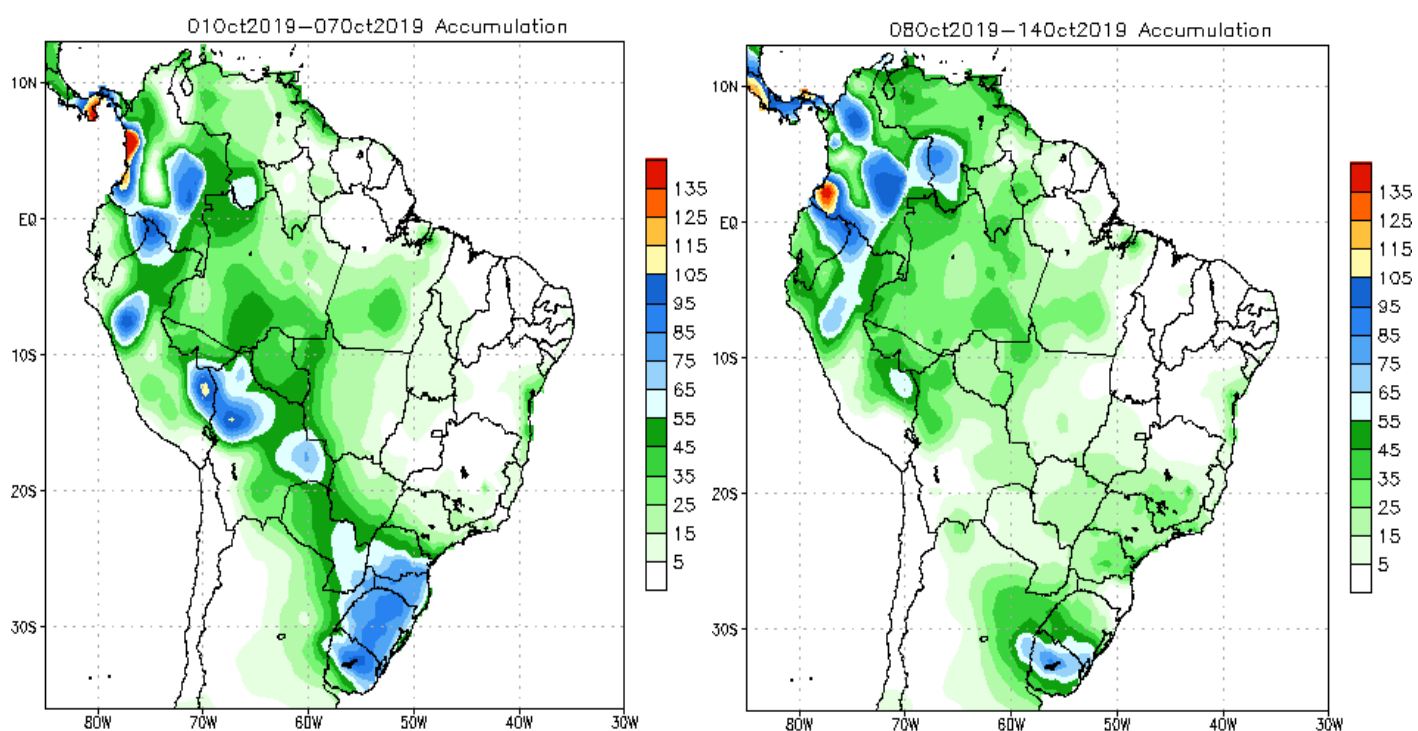 01Oct2019–07Oct2019 Accumulation
10N
EQ
10S
20S
30S
80W
70W
60W
50W
40W
30W
135
125
115
105
95
85
75
65
55
45
35
25
15
5
08Oct2019–14Oct2019 Accumulation
10N
EQ
10S
20S
30S
80W
70W
60W
50W
40W
30W
135
125
115
105
95
85
75
65
55
45
35
25
15
5